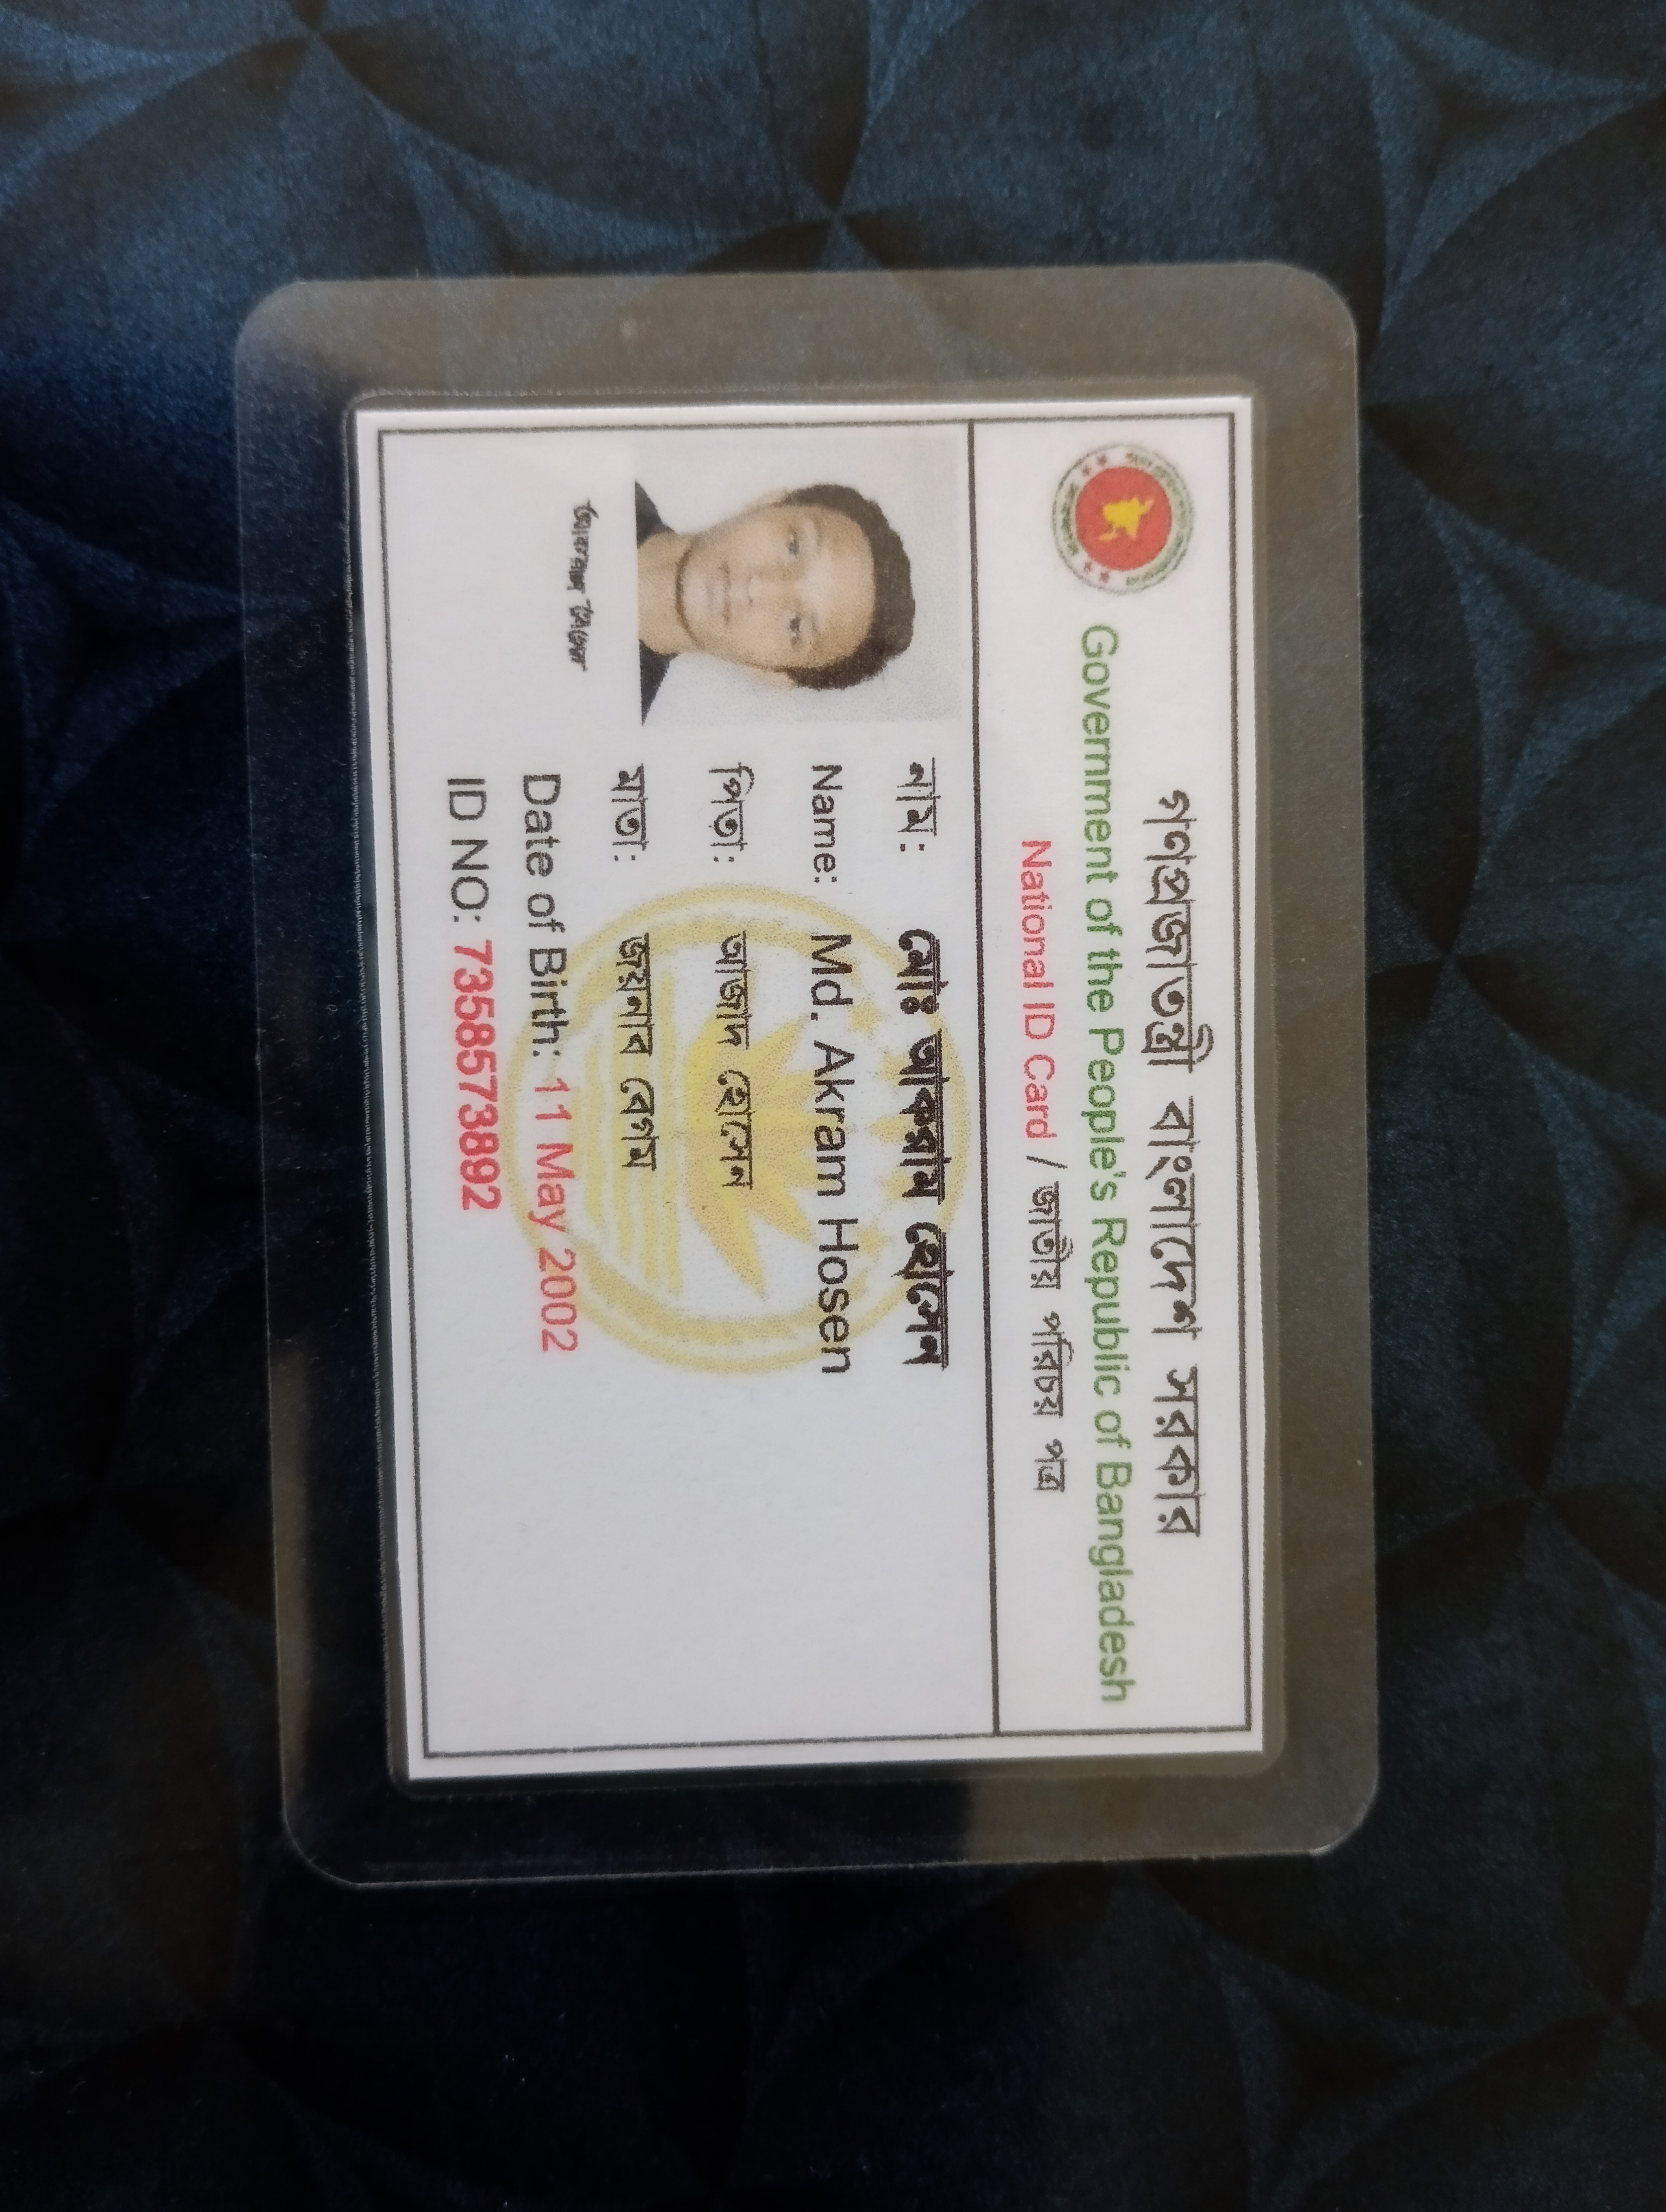 গণপ্রজাতন্ত্রী বাংলাদেশ সরকার
Government of the People's Republic of Bangladesh
National ID Card / জাতীয় পরিচয় পত্র
নাম: মোঃ আকরাম হোসেন
Name: Md. Akram Hosen
পিতা: আজাদ হোসেন
মাতা: জয়নার বেগম
Date of Birth: 11 May 2002
ID NO: 7358573892